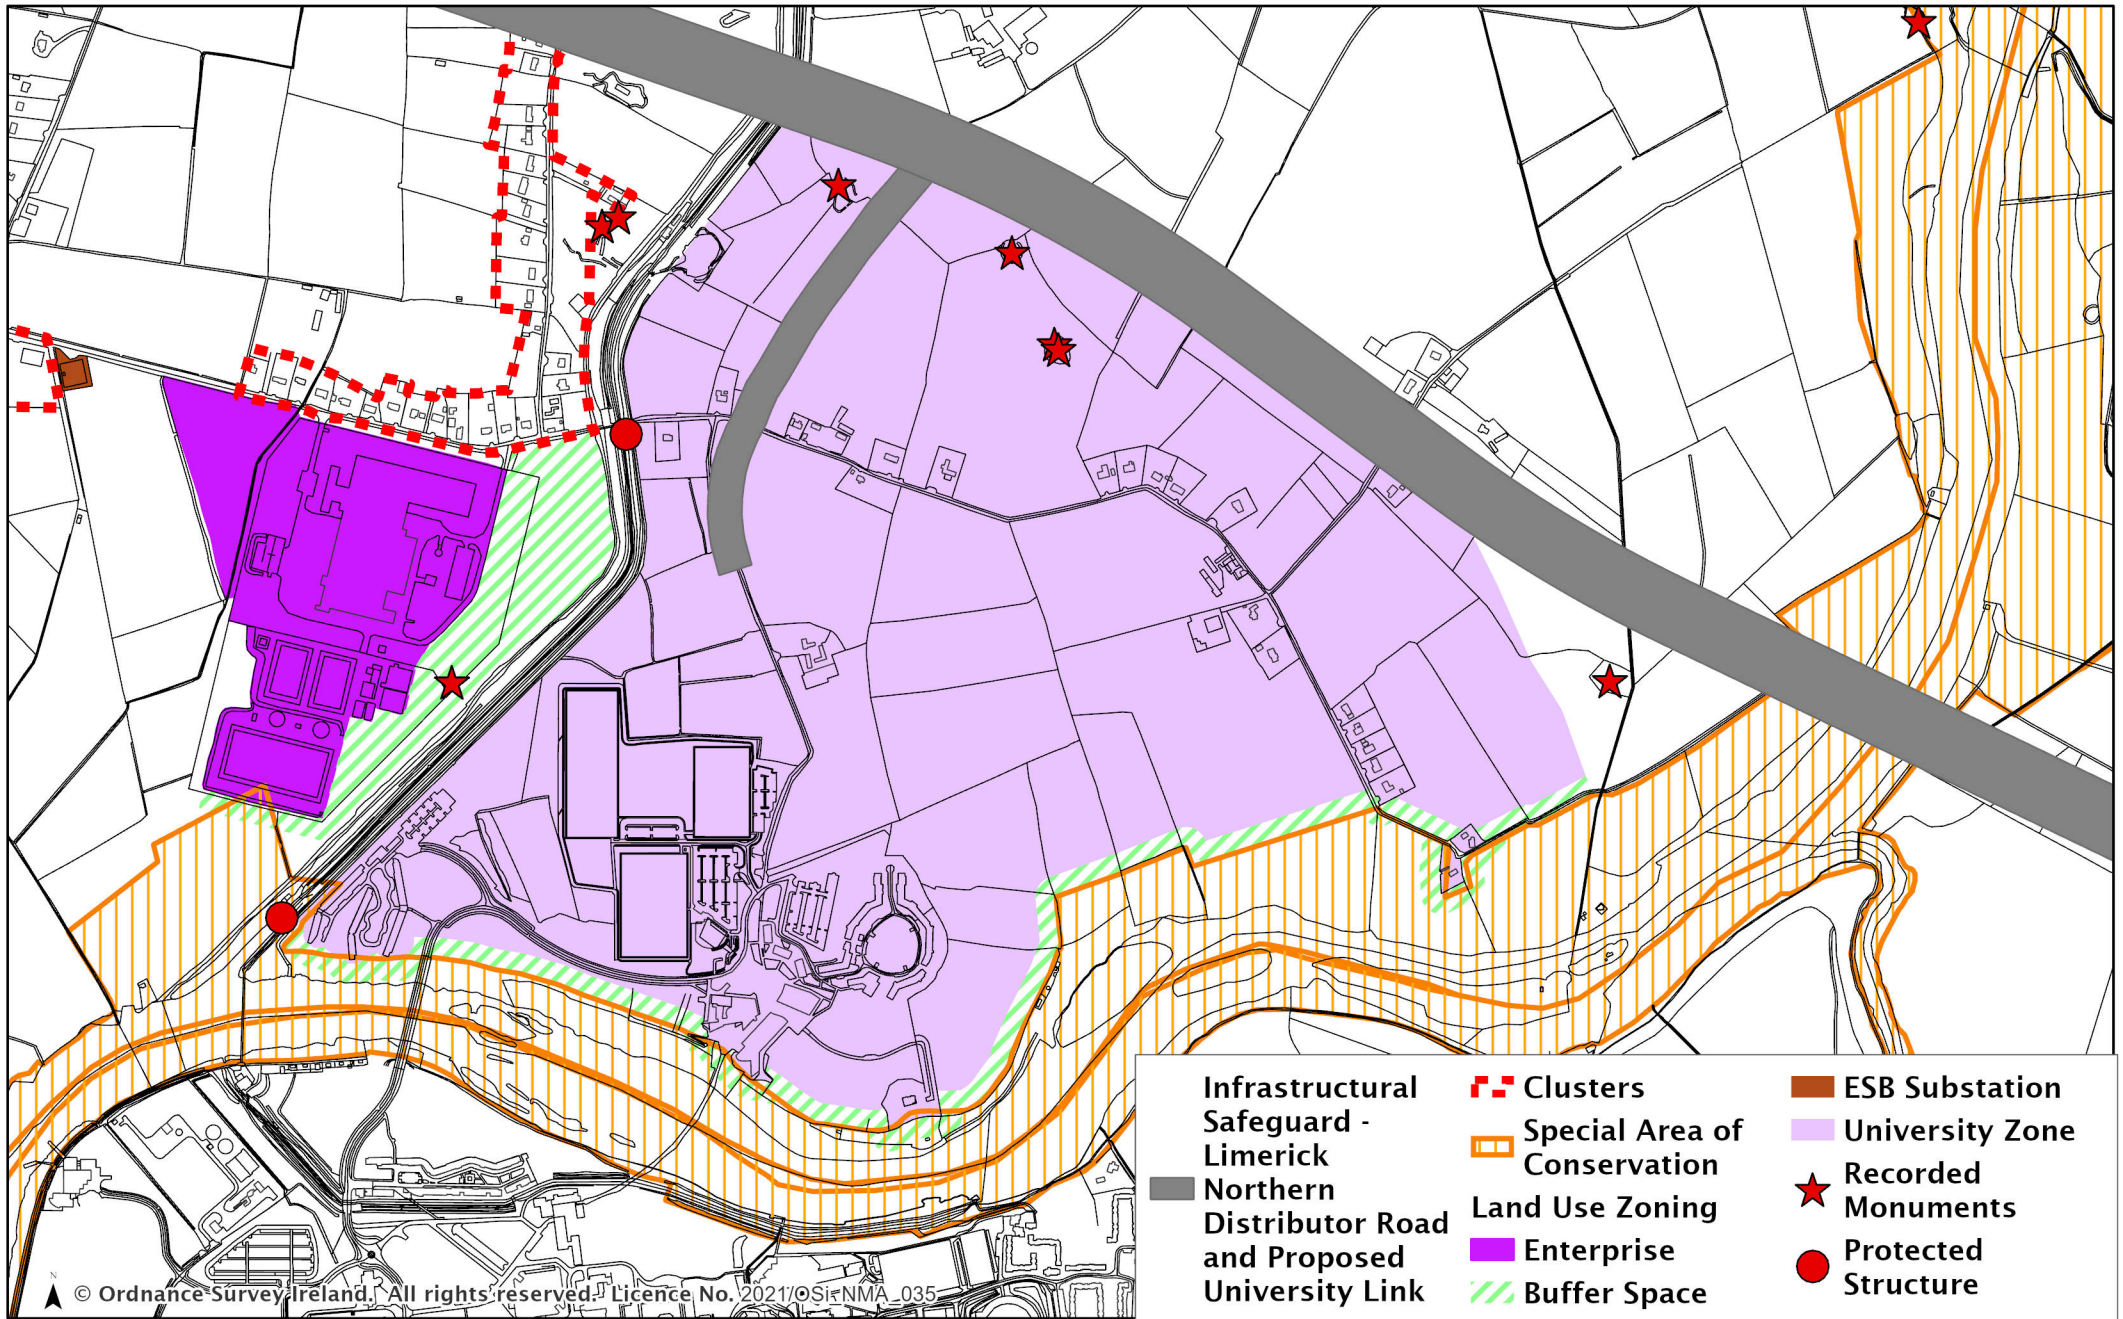 Infrastructural
Safeguard -
Limerick
Northern
Distributor Road
and Proposed
University Link
Clusters
Special Area of
Conservation
Land Use Zoning
Enterprise
Buffer Space
ESB Substation
University Zone
Recorded
Monuments
Protected
Structure
N
© Ordnance Survey Ireland. All rights reserved. Licence No. 2021/OSi_NMA_035